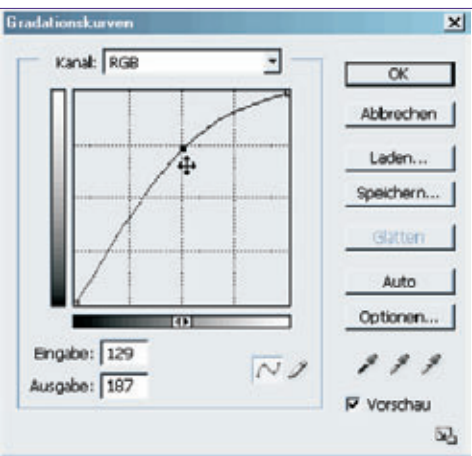 Gradationskurven
Kanal: RGB
OK
Abbrechen
Laden...
Speichern...
Glätten
Auto
Optionen...
Eingabe: 129
Ausgabe: 187
Vorschau